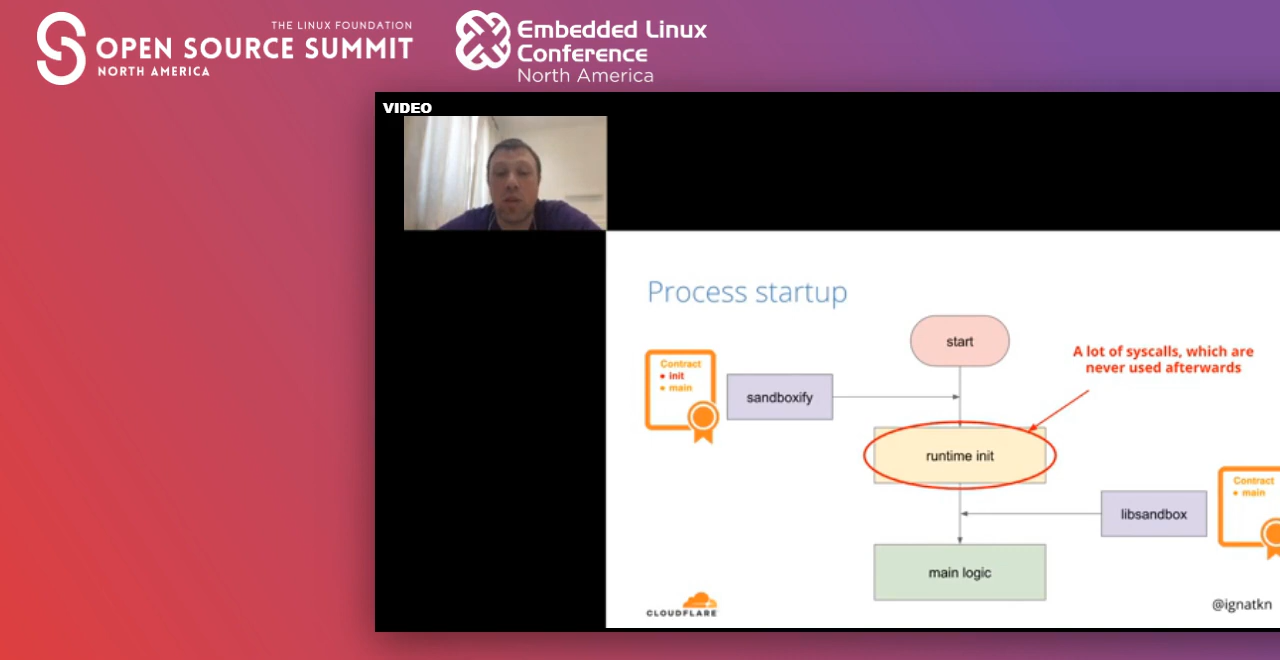 THE LINUX FOUNDATION
OPEN SOURCE SUMMIT
NORTH AMERICA
Embedded Linux
Conference
North America
VIDEO
Process startup
start
A lot of syscalls, which are
never used afterwards
Contract
• init
• main
sandboxify
runtime init
Contract
• main
libsandbox
main logic
CLOUDFLARE
@ignatkn